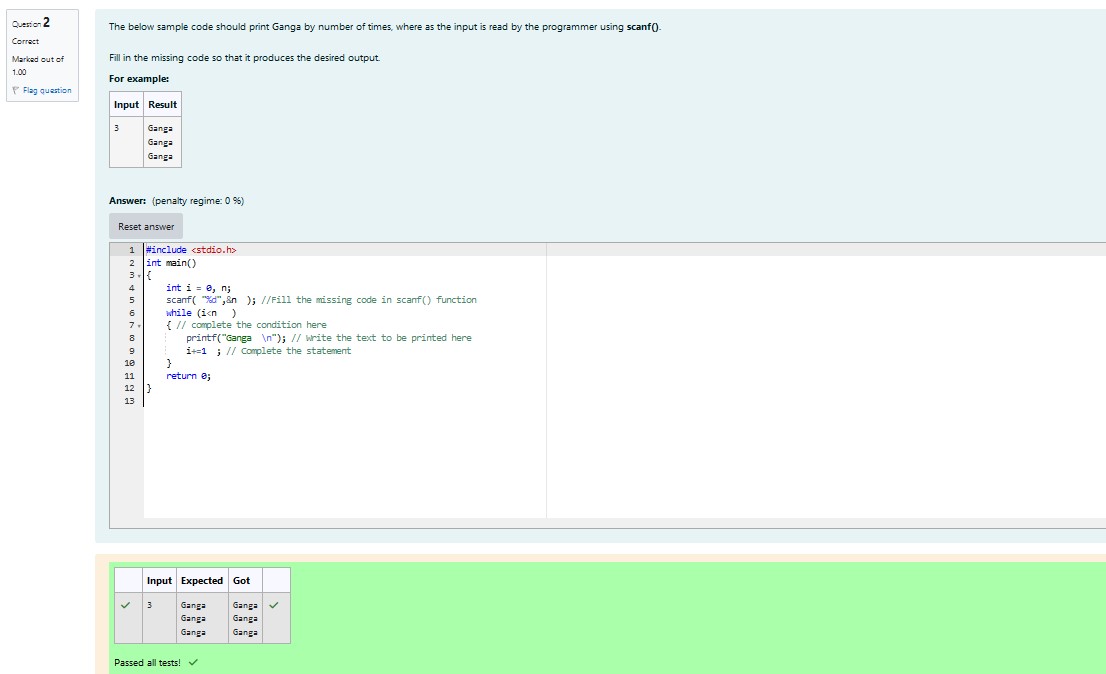 Question 2
Correct
Marked out of
1.00
Flag question
The below sample code should print Ganga by number of times, where as the input is read by the programmer using scanf().
Fill in the missing code so that it produces the desired output.
For example:
Input Result
3 Ganga
Ganga
Ganga
Answer: (penalty regime: 0 %)
Reset answer
1 #include <stdio.h>
2 int main()
3 {
4 int i = 0, n;
5 scanf( "%d",&n ); //Fill the missing code in scanf() function
6 while (i<n )
7 { // complete the condition here
8 printf("Ganga \n"); // Write the text to be printed here
9 i+=1 ; // Complete the statement
10 }
11 return 0;
12 }
13
Input Expected Got
3 Ganga Ganga
Ganga Ganga
Ganga Ganga
Passed all tests!